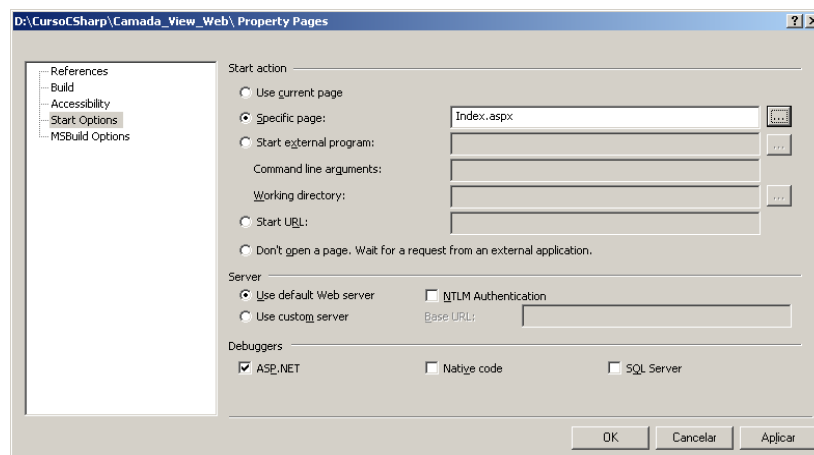 D:\CursoCSharp\Camada_View_Web\ Property Pages
References
Build
Accessibility
Start Options
MSBuild Options
Start action
Use current page
Specific page: Index.aspx ...
Start external program: ...
Command line arguments:
Working directory: ...
Start URL:
Don't open a page. Wait for a request from an external application.
Server
Use default Web server NTLM Authentication
Use custom server Base URL:
Debuggers
ASP.NET Native code SQL Server
OK Cancelar Aplicar